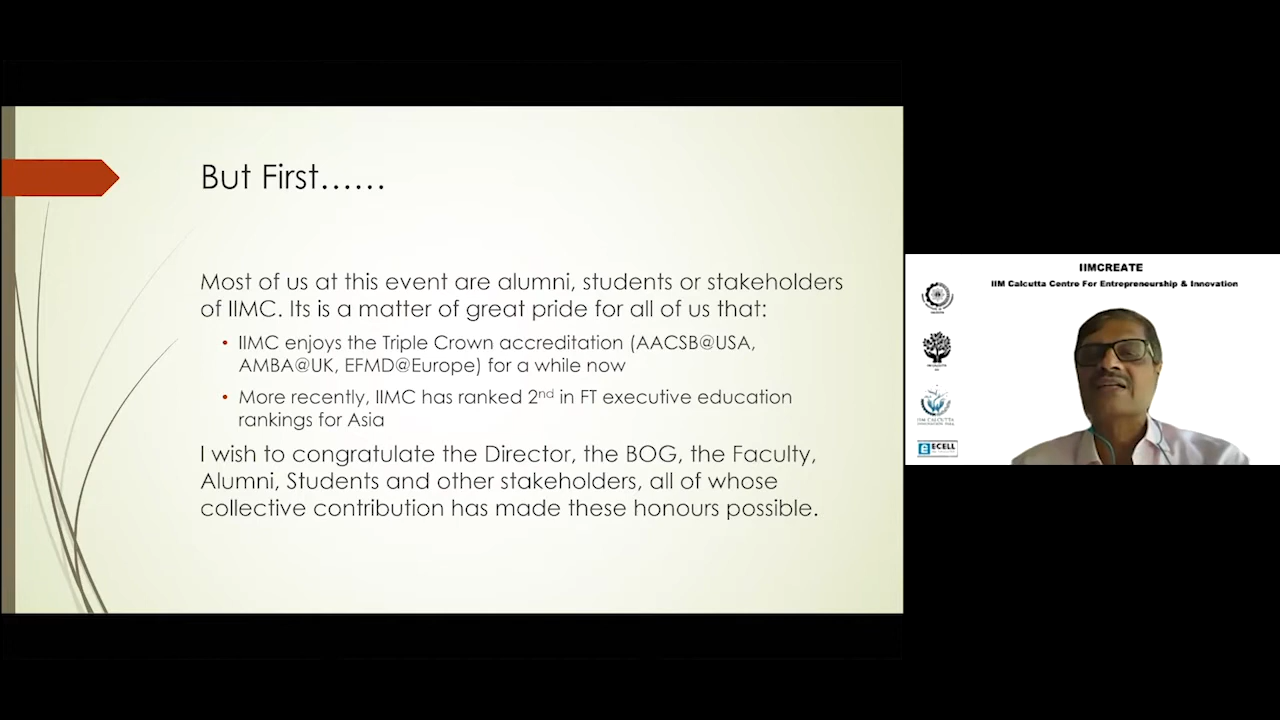 But First……
Most of us at this event are alumni, students or stakeholders
of IIMC. Its is a matter of great pride for all of us that:
• IIMC enjoys the Triple Crown accreditation (AACSB@USA,
AMBA@UK, EFMD@Europe) for a while now
• More recently, IIMC has ranked 2nd in FT executive education
rankings for Asia
I wish to congratulate the Director, the BOG, the Faculty,
Alumni, Students and other stakeholders, all of whose
collective contribution has made these honours possible.
IIMCREATE
IIM Calcutta Centre For Entrepreneurship & Innovation
IIM CALCUTTA
INNOVATION PARK
ECELL